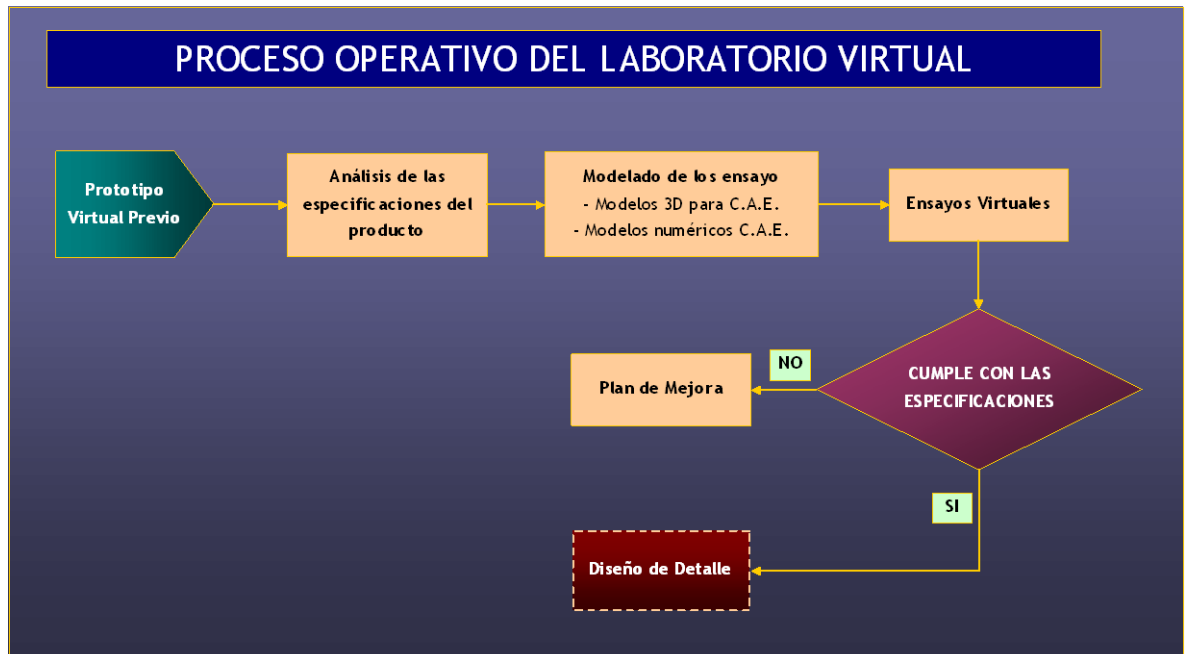 PROCESO OPERATIVO DEL LABORATORIO VIRTUAL
Prototipo
Virtual Previo
Análisis de las
especificaciones del
producto
Modelado de los ensayo
- Modelos 3D para C.A.E.
- Modelos numéricos C.A.E.
Ensayos Virtuales
CUMPLE CON LAS
ESPECIFICACIONES
NO
Plan de Mejora
SI
Diseño de Detalle